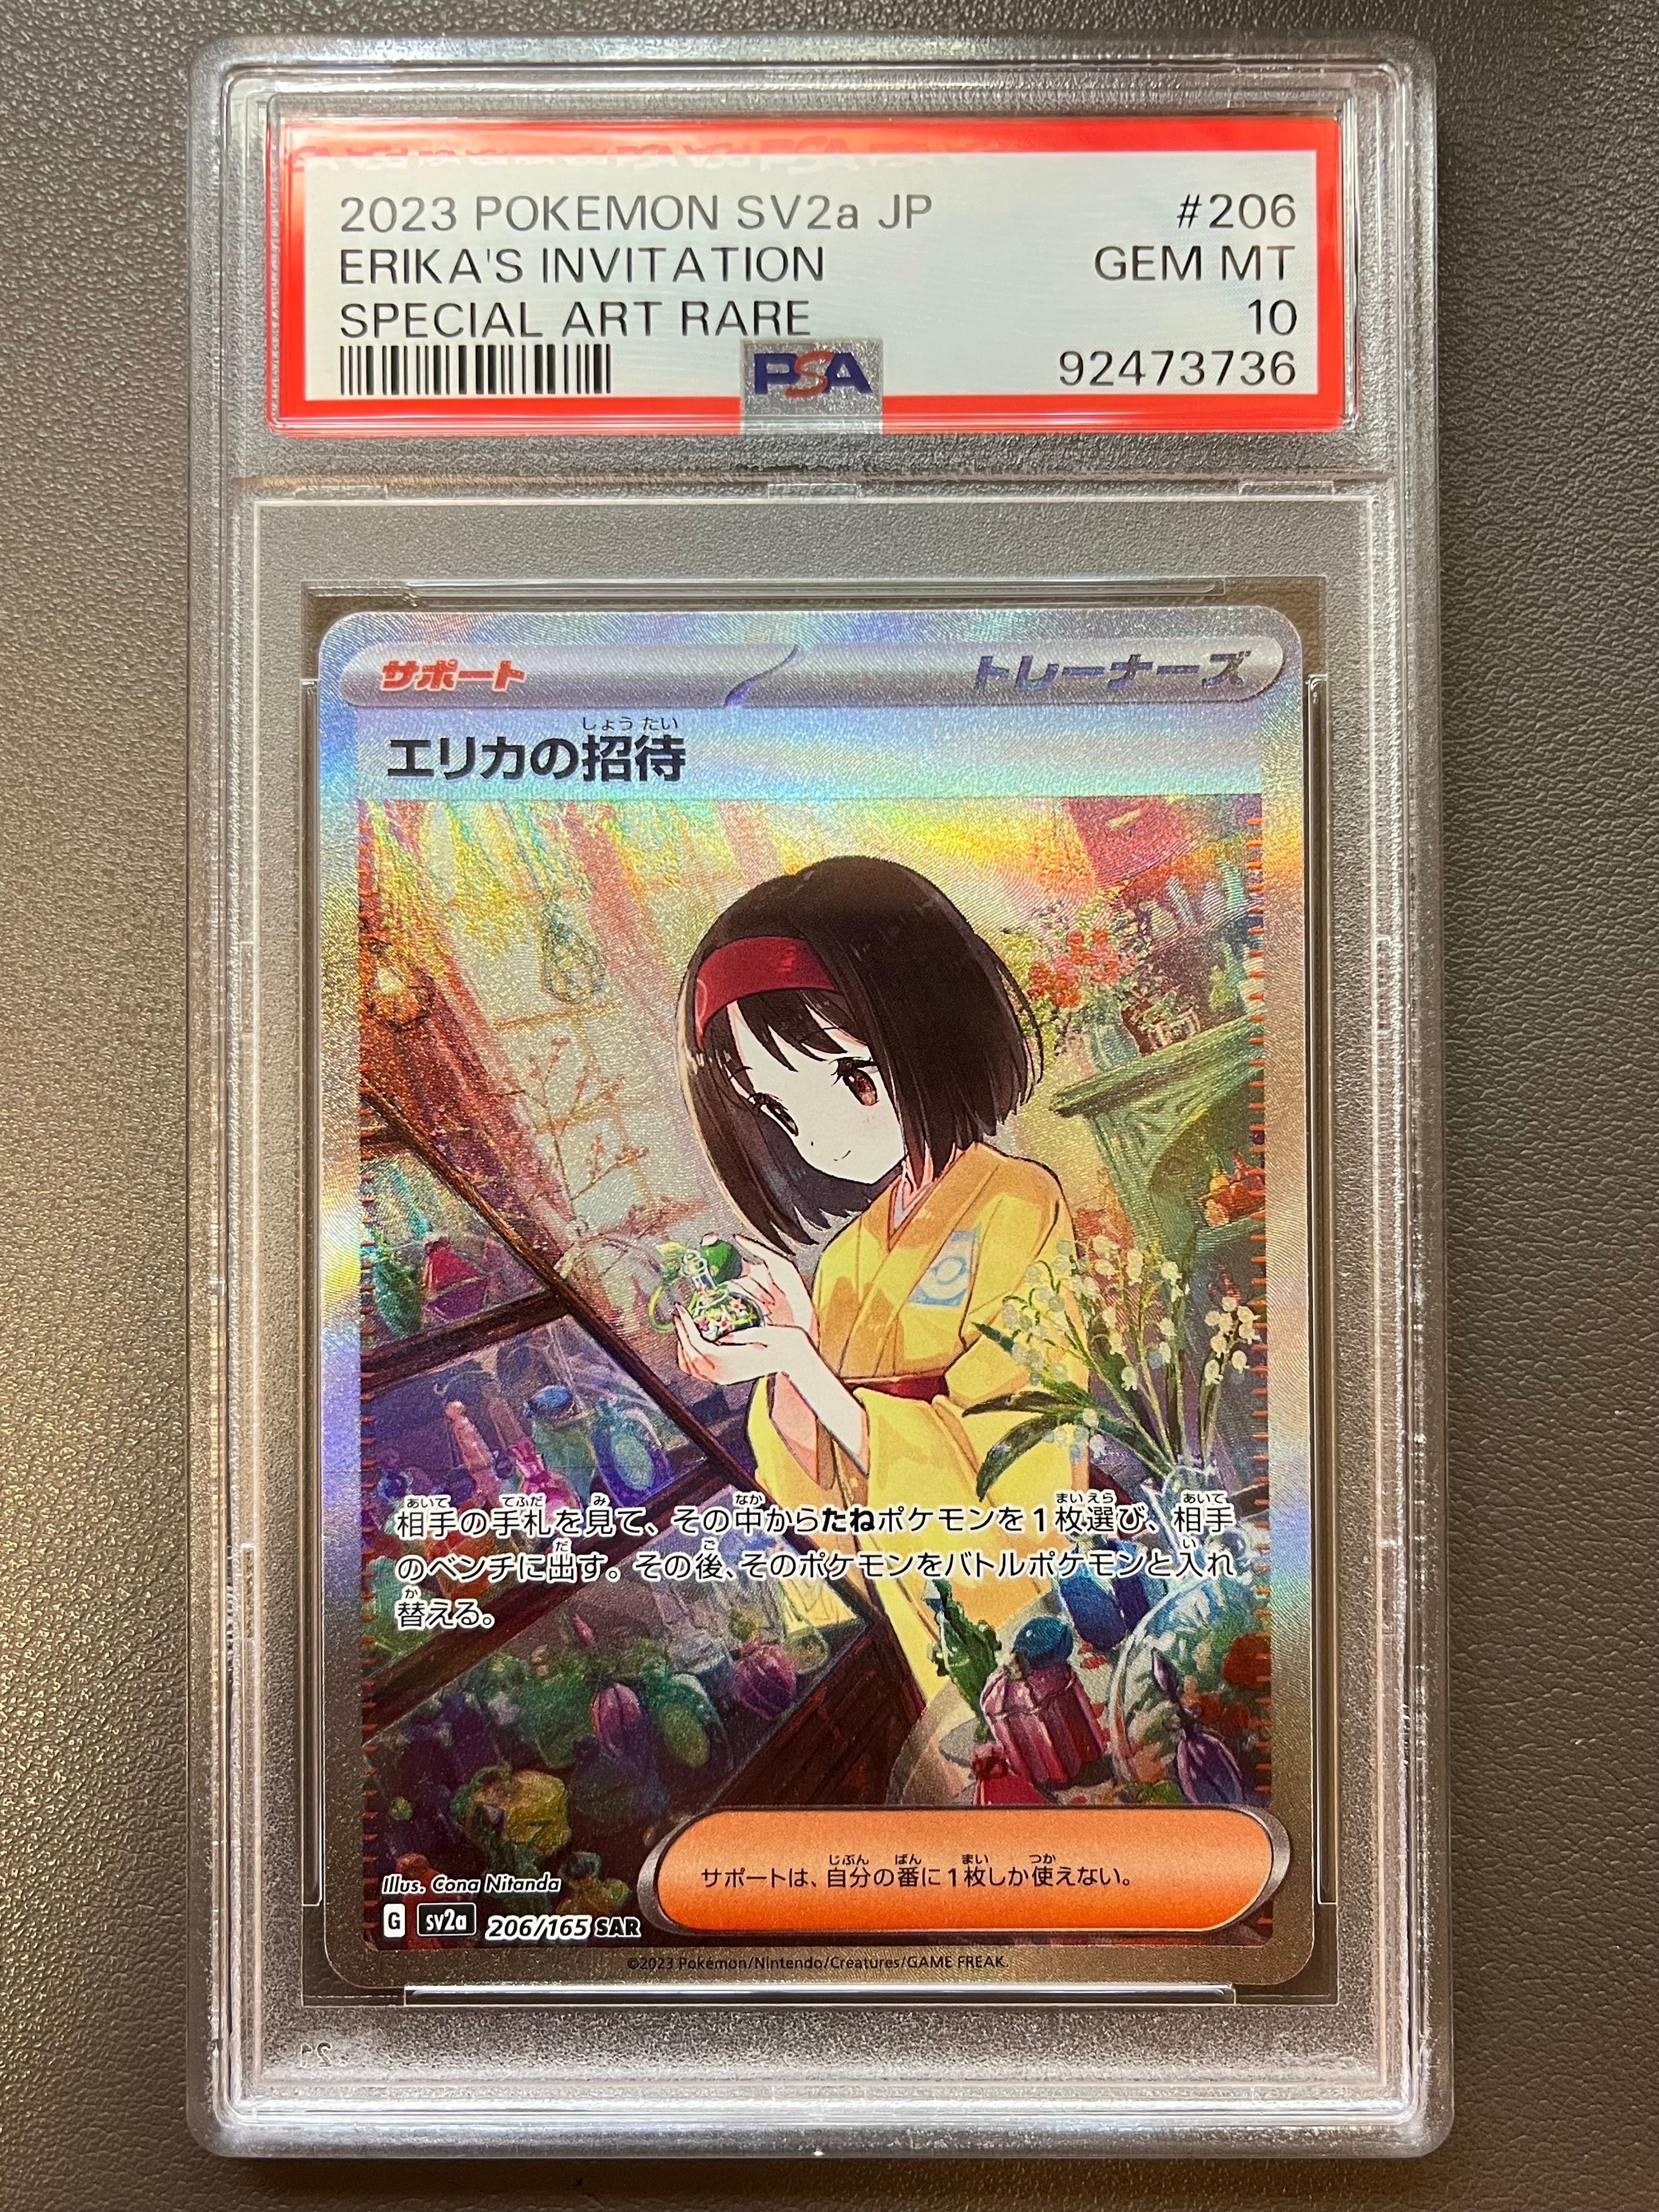 2023 POKEMON SV2a JP #206
ERIKA'S INVITATION GEM MT
SPECIAL ART RARE 10
PSA 92473736
サポート トレーナーズ
しょうたい
エリカの招待
あいて てふだ み なか まいえら あいて
相手の手札を見て、その中からたねポケモンを1枚選び、相手
だ ご い
のベンチに出す。その後、そのポケモンをバトルポケモンと入れ
か
替える。
じぶん ばん まい つか
サポートは、自分の番に1枚しか使えない。
Illus. Cona Nitanda
G sv2a 206/165 SAR
©2023 Pokémon/Nintendo/Creatures/GAME FREAK.